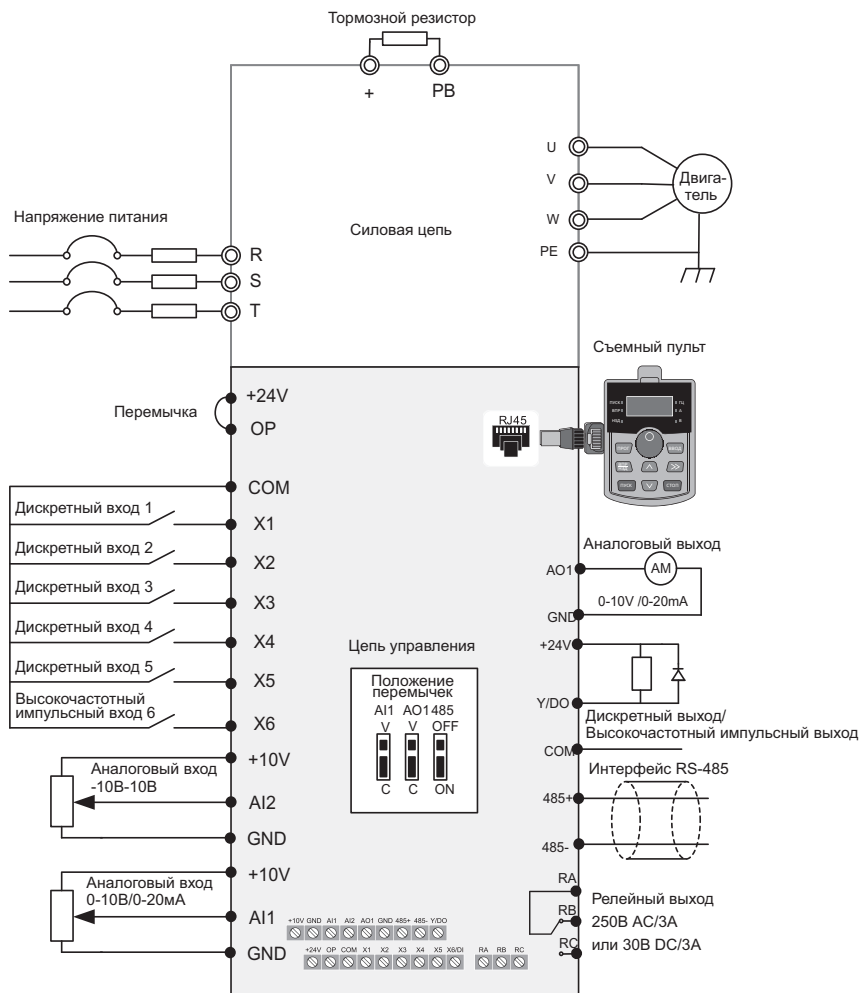 Тормозной резистор
+ PB
U
V
W
PE
Двига-
тель
Напряжение питания
R
S
T
Силовая цепь
Съемный пульт
RJ45
ПРОГ
ВВОД
ПУСК
СТОП
Перемычка
+24V
OP
COM
Дискретный вход 1
X1
Дискретный вход 2
X2
Дискретный вход 3
X3
Дискретный вход 4
X4
Дискретный вход 5
X5
Высокочастотный
импульсный вход 6
X6
+10V
Аналоговый вход
-10В-10В
AI2
GND
+10V
Аналоговый вход
0-10В/0-20мА
AI1
GND
Цепь управления
Положение
перемычек
AI1 AO1 485
V V OFF
C C ON
Аналоговый выход
AO1
AM
0-10V /0-20mA
GND
+24V
Y/DO
Дискретный выход/
Высокочастотный импульсный выход
COM
Интерфейс RS-485
485+
485-
RA
RB
RC
Релейный выход
250В AC/3A
или 30В DC/3A
+10V GND AI1 AI2 AO1 GND 485+ 485- Y/DO
+24V OP COM X1 X2 X3 X4 X5 X6/DI RA RB RC